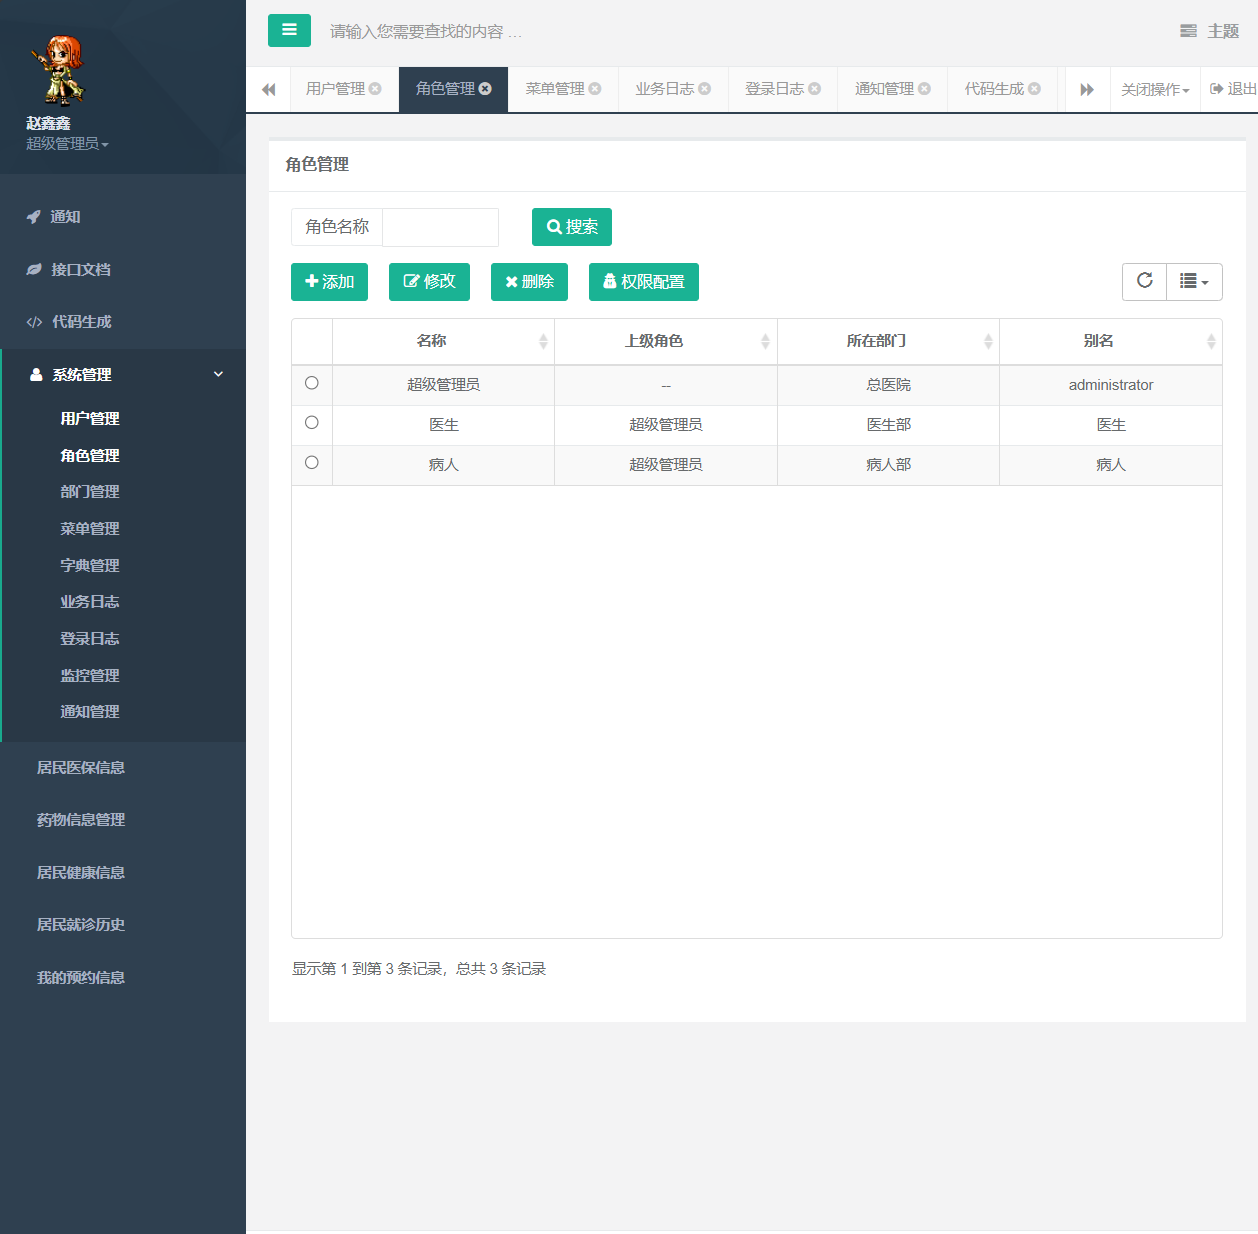 赵鑫鑫
超级管理员
通知
接口文档
代码生成
系统管理
用户管理
角色管理
部门管理
菜单管理
字典管理
业务日志
登录日志
监控管理
通知管理
居民医保信息
药物信息管理
居民健康信息
居民就诊历史
我的预约信息
请输入您需要查找的内容 …
主题
用户管理 角色管理 菜单管理 业务日志 登录日志 通知管理 代码生成 关闭操作 退出
角色管理
角色名称 搜索
添加 修改 删除 权限配置
名称 上级角色 所在部门 别名
超级管理员 -- 总医院 administrator
医生 超级管理员 医生部 医生
病人 超级管理员 病人部 病人
显示第 1 到第 3 条记录，总共 3 条记录